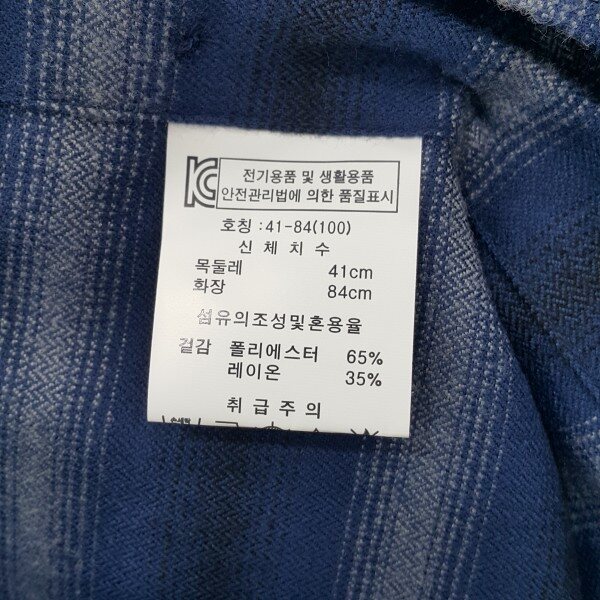 전기용품 및 생활용품
안전관리법에 의한 품질표시
호칭 : 41-84(100)
신 체 치 수
목둘레 41cm
화장 84cm
섬유의조성및혼용율
겉감 폴리에스터 65%
레이온 35%
취 급 주 의